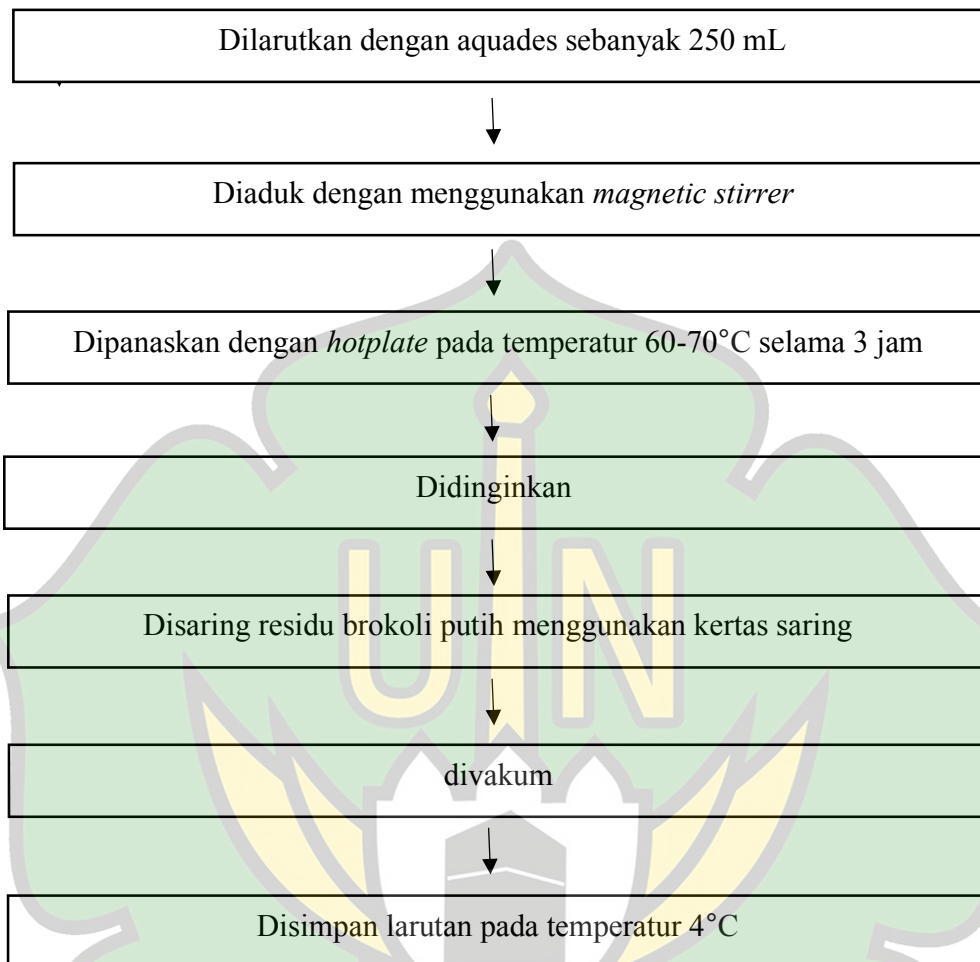 Dilarutkan dengan aquades sebanyak 250 mL
Diaduk dengan menggunakan magnetic stirrer
Dipanaskan dengan hotplate pada temperatur 60-70°C selama 3 jam
Didinginkan
UIN
Disaring residu brokoli putih menggunakan kertas saring
divakum
Disimpan larutan pada temperatur 4°C